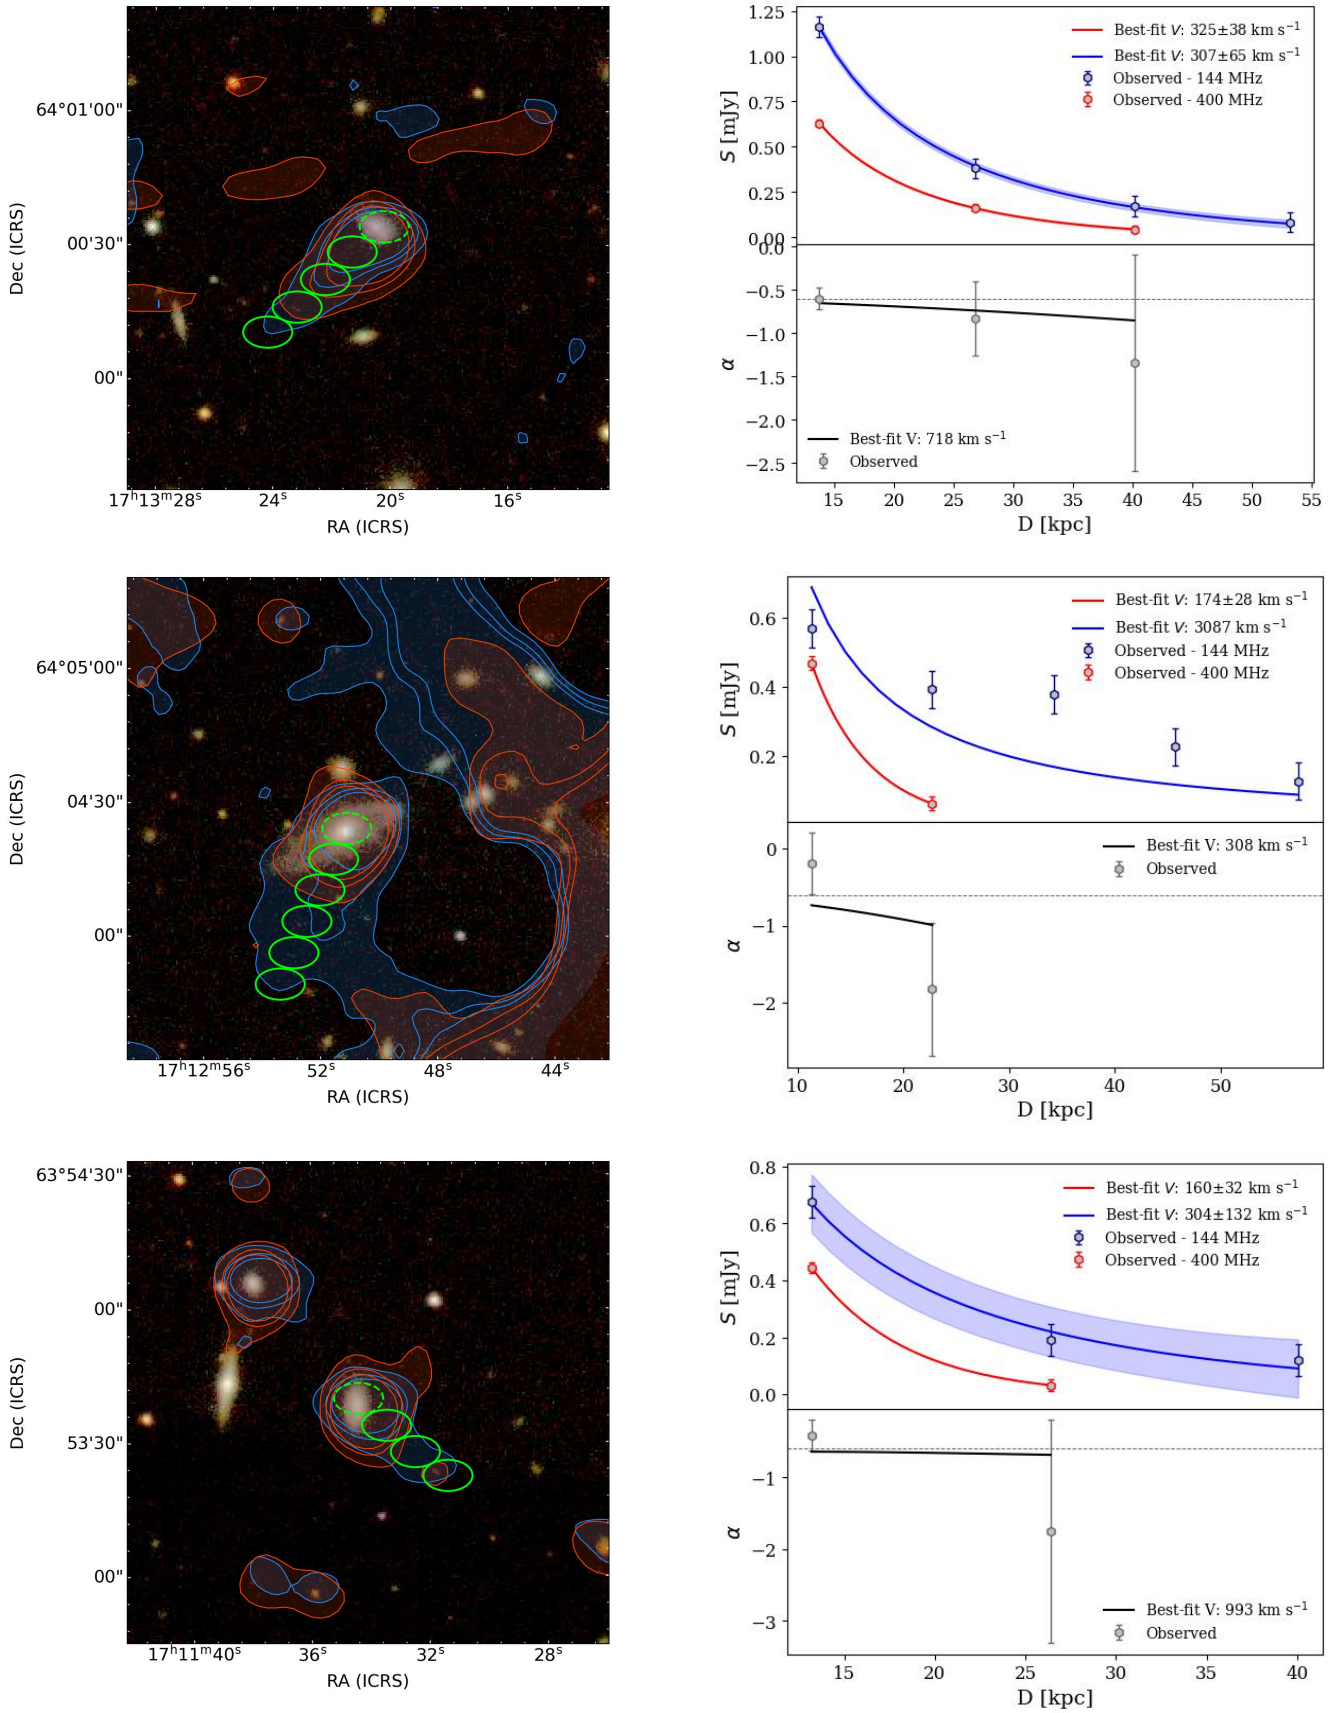 64°01'00"
00'30"
00"
Dec (ICRS)
17ʰ13ᵐ28ˢ 24ˢ 20ˢ 16ˢ
RA (ICRS)
1.25
1.00
0.75
0.50
0.25
0.00
S [mJy]
Best-fit V: 325±38 km s⁻¹
Best-fit V: 307±65 km s⁻¹
Observed - 144 MHz
Observed - 400 MHz
0.0
−0.5
−1.0
−1.5
−2.0
−2.5
α
Best-fit V: 718 km s⁻¹
Observed
15 20 25 30 35 40 45 50 55
D [kpc]
64°05'00"
04'30"
00"
Dec (ICRS)
17ʰ12ᵐ56ˢ 52ˢ 48ˢ 44ˢ
RA (ICRS)
0.6
0.4
0.2
S [mJy]
Best-fit V: 174±28 km s⁻¹
Best-fit V: 3087 km s⁻¹
Observed - 144 MHz
Observed - 400 MHz
0
−1
−2
α
Best-fit V: 308 km s⁻¹
Observed
10 20 30 40 50
D [kpc]
63°54'30"
00"
53'30"
00"
Dec (ICRS)
17ʰ11ᵐ40ˢ 36ˢ 32ˢ 28ˢ
RA (ICRS)
0.8
0.6
0.4
0.2
0.0
S [mJy]
Best-fit V: 160±32 km s⁻¹
Best-fit V: 304±132 km s⁻¹
Observed - 144 MHz
Observed - 400 MHz
−1
−2
−3
α
Best-fit V: 993 km s⁻¹
Observed
15 20 25 30 35 40
D [kpc]